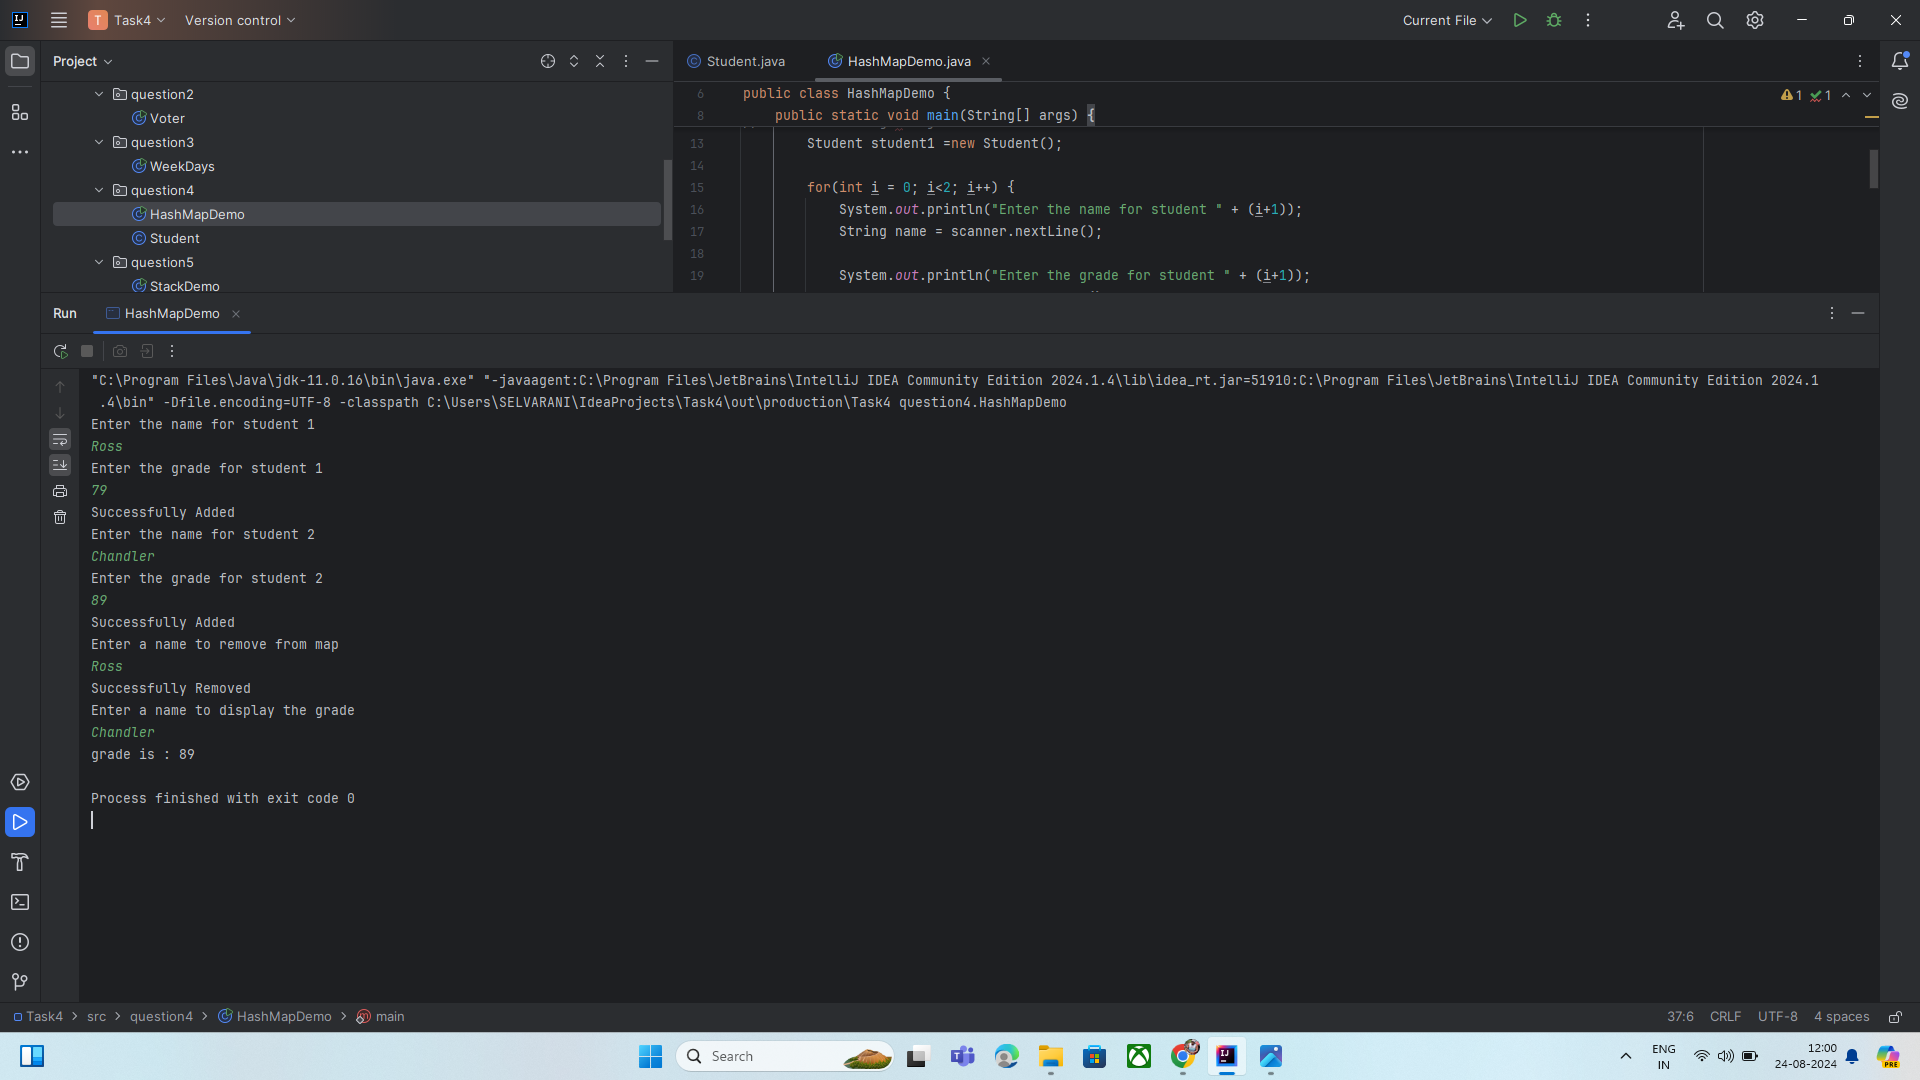 T Task4 Version control Current File
Project
question2
Voter
question3
WeekDays
question4
HashMapDemo
Student
question5
StackDemo
Student.java HashMapDemo.java
6 public class HashMapDemo { 1 1
8 public static void main(String[] args) {
13 Student student1 =new Student();
14
15 for(int i = 0; i<2; i++) {
16 System.out.println("Enter the name for student " + (i+1));
17 String name = scanner.nextLine();
18
19 System.out.println("Enter the grade for student " + (i+1));
Run HashMapDemo
"C:\Program Files\Java\jdk-11.0.16\bin\java.exe" "-javaagent:C:\Program Files\JetBrains\IntelliJ IDEA Community Edition 2024.1.4\lib\idea_rt.jar=51910:C:\Program Files\JetBrains\IntelliJ IDEA Community Edition 2024.1
.4\bin" -Dfile.encoding=UTF-8 -classpath C:\Users\SELVARANI\IdeaProjects\Task4\out\production\Task4 question4.HashMapDemo
Enter the name for student 1
Ross
Enter the grade for student 1
79
Successfully Added
Enter the name for student 2
Chandler
Enter the grade for student 2
89
Successfully Added
Enter a name to remove from map
Ross
Successfully Removed
Enter a name to display the grade
Chandler
grade is : 89
Process finished with exit code 0
Task4 > src > question4 > HashMapDemo > main 37:6 CRLF UTF-8 4 spaces
Search
ENG
IN
12:00
24-08-2024
PRE